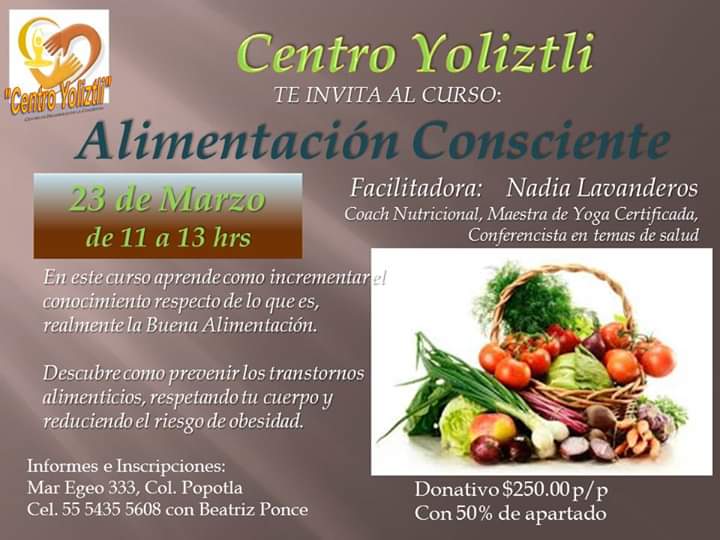 "Centro Yoliztli"
Centro Yoliztli
TE INVITA AL CURSO:
Alimentación Consciente
23 de Marzo
de 11 a 13 hrs
Facilitadora: Nadia Lavanderos
Coach Nutricional, Maestra de Yoga Certificada,
Conferencista en temas de salud
En este curso aprende como incrementar el
conocimiento respecto de lo que es,
realmente la Buena Alimentación.
Descubre como prevenir los transtornos
alimenticios, respetando tu cuerpo y
reduciendo el riesgo de obesidad.
Informes e Inscripciones:
Mar Egeo 333, Col. Popotla
Cel. 55 5435 5608 con Beatriz Ponce
Donativo $250.00 p/p
Con 50% de apartado